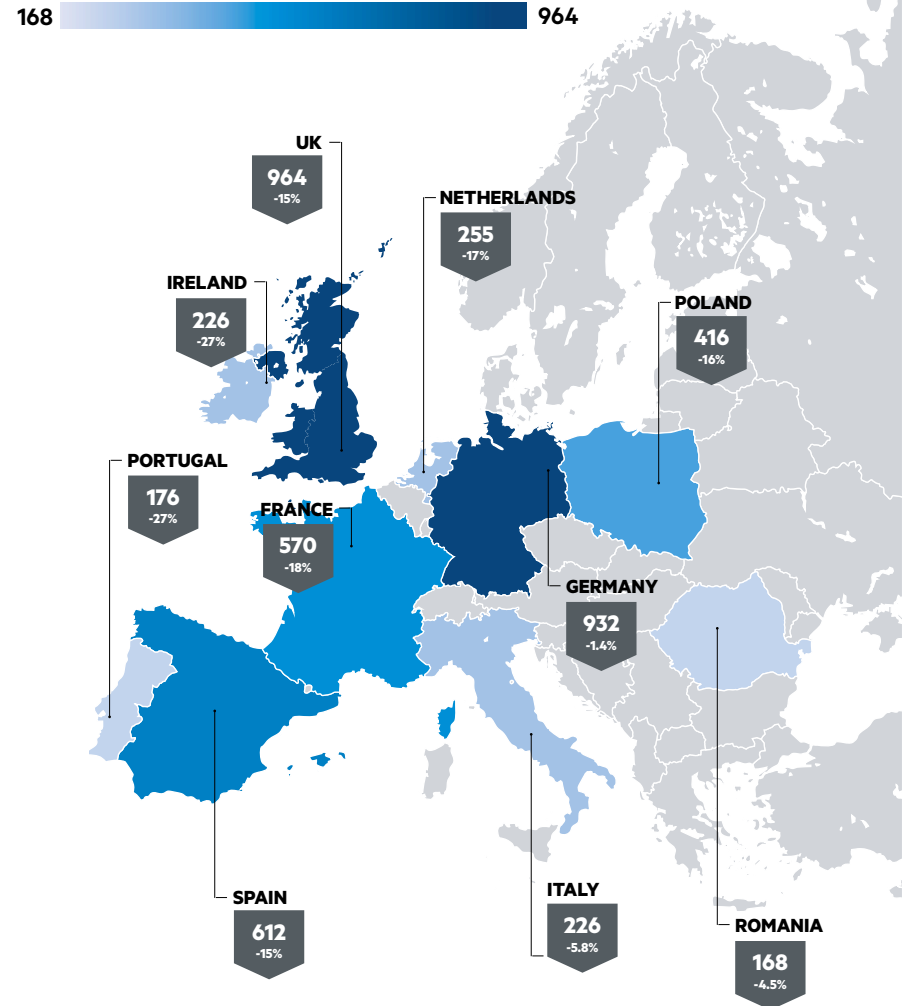 168
964
UK
964
-15%
NETHERLANDS
255
-17%
IRELAND
226
-27%
POLAND
416
-16%
PORTUGAL
176
-27%
FRANCE
570
-18%
GERMANY
932
-1.4%
SPAIN
612
-15%
ITALY
226
-5.8%
ROMANIA
168
-4.5%